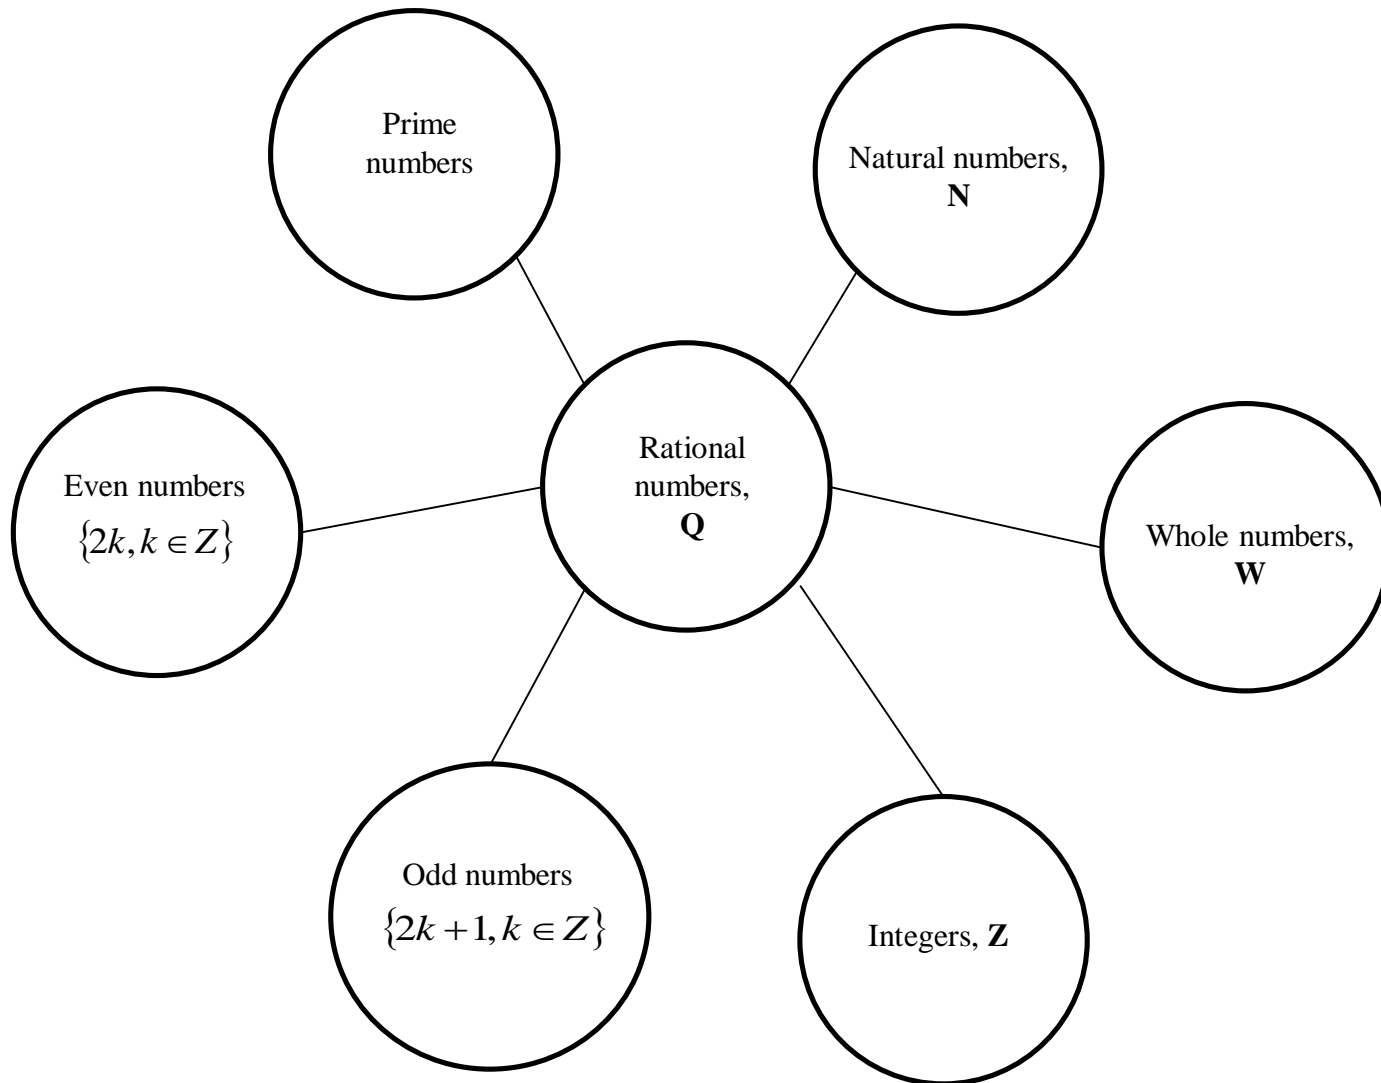 Prime
numbers
Natural numbers,
N
Rational
numbers,
Q
Even numbers
{2k, k ∈ Z}
Whole numbers,
W
Odd numbers
{2k +1, k ∈ Z}
Integers, Z